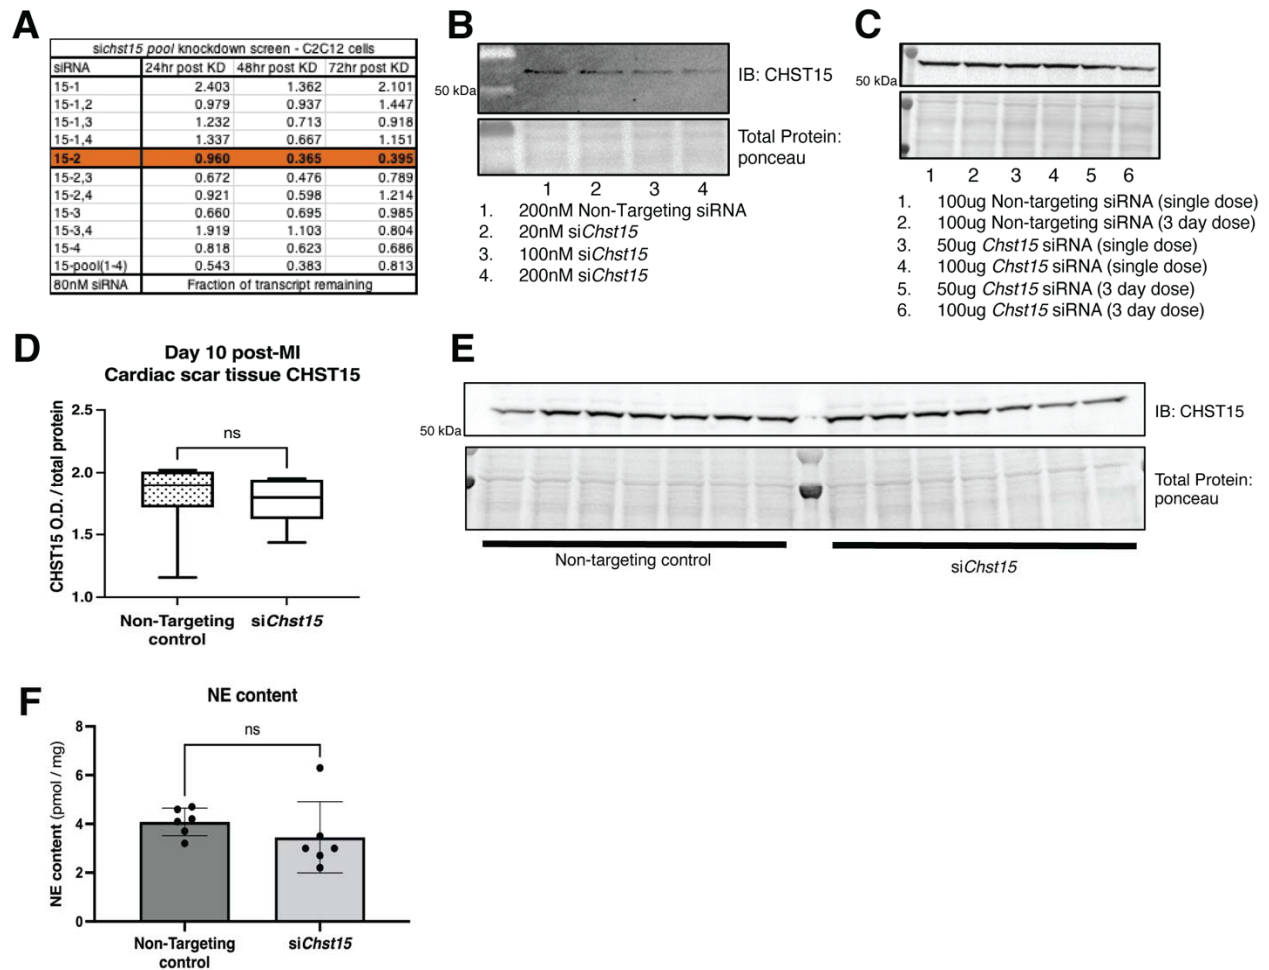 A
sichst15 pool knockdown screen - C2C12 cells
siRNA 24hr post KD 48hr post KD 72hr post KD
15-1 2.403 1.362 2.101
15-1,2 0.979 0.937 1.447
15-1,3 1.232 0.713 0.918
15-1,4 1.337 0.667 1.151
15-2 0.960 0.365 0.395
15-2,3 0.672 0.476 0.789
15-2,4 0.921 0.598 1.214
15-3 0.660 0.695 0.985
15-3,4 1.919 1.103 0.804
15-4 0.818 0.623 0.686
15-pool(1-4) 0.543 0.383 0.813
80nM siRNA Fraction of transcript remaining
B
50 kDa
IB: CHST15
Total Protein:
ponceau
1 2 3 4
1. 200nM Non-Targeting siRNA
2. 20nM siChst15
3. 100nM siChst15
4. 200nM siChst15
C
50 kDa
1 2 3 4 5 6
1. 100ug Non-targeting siRNA (single dose)
2. 100ug Non-targeting siRNA (3 day dose)
3. 50ug Chst15 siRNA (single dose)
4. 100ug Chst15 siRNA (single dose)
5. 50ug Chst15 siRNA (3 day dose)
6. 100ug Chst15 siRNA (3 day dose)
D
Day 10 post-MI
Cardiac scar tissue CHST15
CHST15 O.D. / total protein
2.5
2.0
1.5
1.0
ns
Non-Targeting
control
siChst15
E
50 kDa
IB: CHST15
Total Protein:
ponceau
Non-targeting control
siChst15
F
NE content
NE content (pmol / mg)
8
6
4
2
0
ns
Non-Targeting
control
siChst15